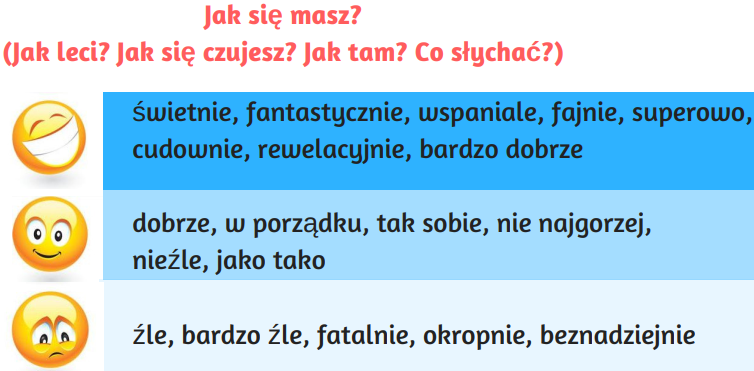 Jak się masz?
(Jak leci? Jak się czujesz? Jak tam? Co słychać?)
świetnie, fantastycznie, wspaniale, fajnie, superowo,
cudownie, rewelacyjnie, bardzo dobrze
dobrze, w porządku, tak sobie, nie najgorzej,
nieźle, jako tako
źle, bardzo źle, fatalnie, okropnie, beznadziejnie